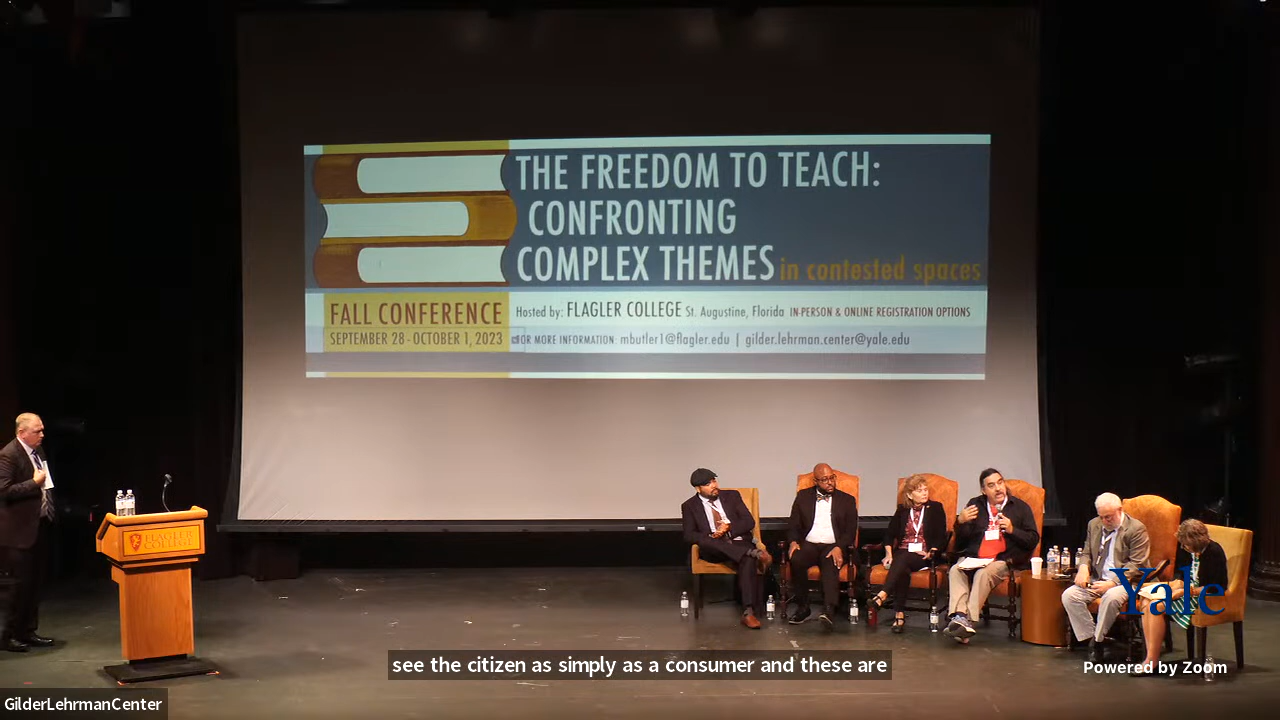 THE FREEDOM TO TEACH:
CONFRONTING
COMPLEX THEMES in contested spaces
FALL CONFERENCE
SEPTEMBER 28 - OCTOBER 1, 2023
Hosted by: FLAGLER COLLEGE St. Augustine, Florida IN-PERSON & ONLINE REGISTRATION OPTIONS
FOR MORE INFORMATION: mbutler1@flagler.edu | gilder.lehrman.center@yale.edu
FLAGLER
COLLEGE
Yale
see the citizen as simply as a consumer and these are
Powered by Zoom
GilderLehrmanCenter